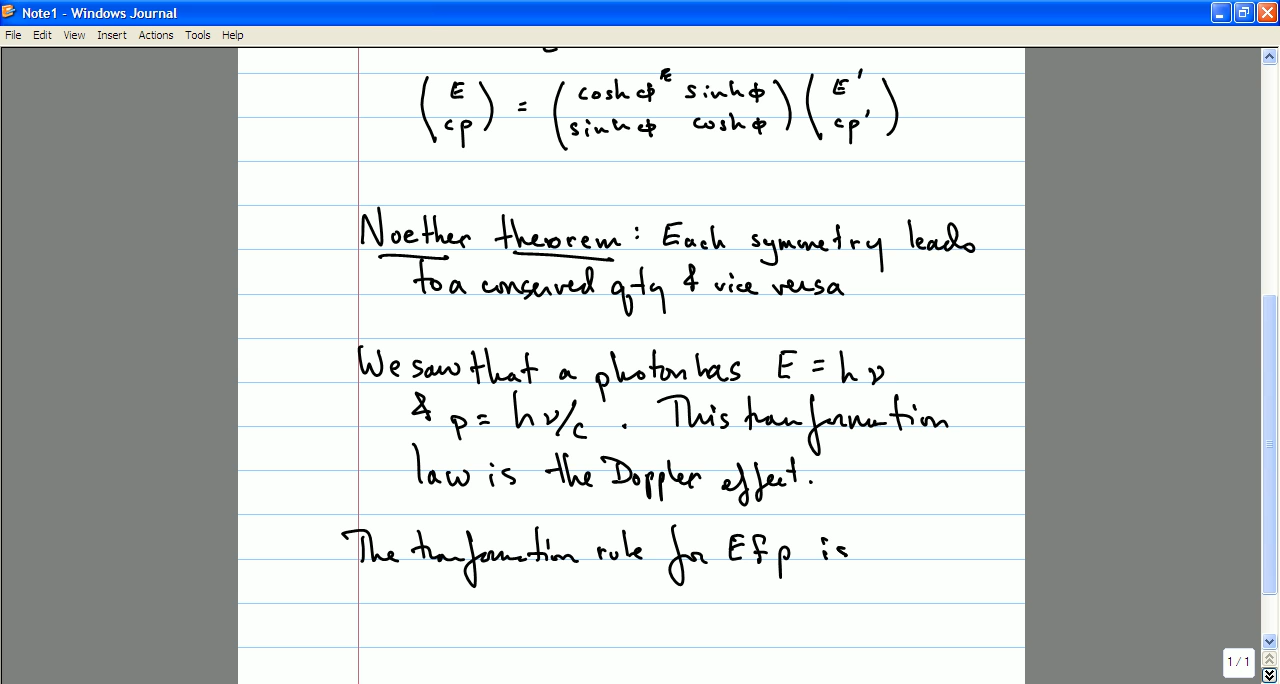 Note1 - Windows Journal
File Edit View Insert Actions Tools Help
( E ) = ( cosh φ sinh φ ) ( E' )
( cp ) ( sinh φ cosh φ ) ( cp' )
Noether theorem : Each symmetry leads
to a conserved qty & vice versa
We saw that a photon has E = hν
& p = hν/c . This tranformation
law is the Doppler effect.
The tranformation rule for E & p is
1 / 1